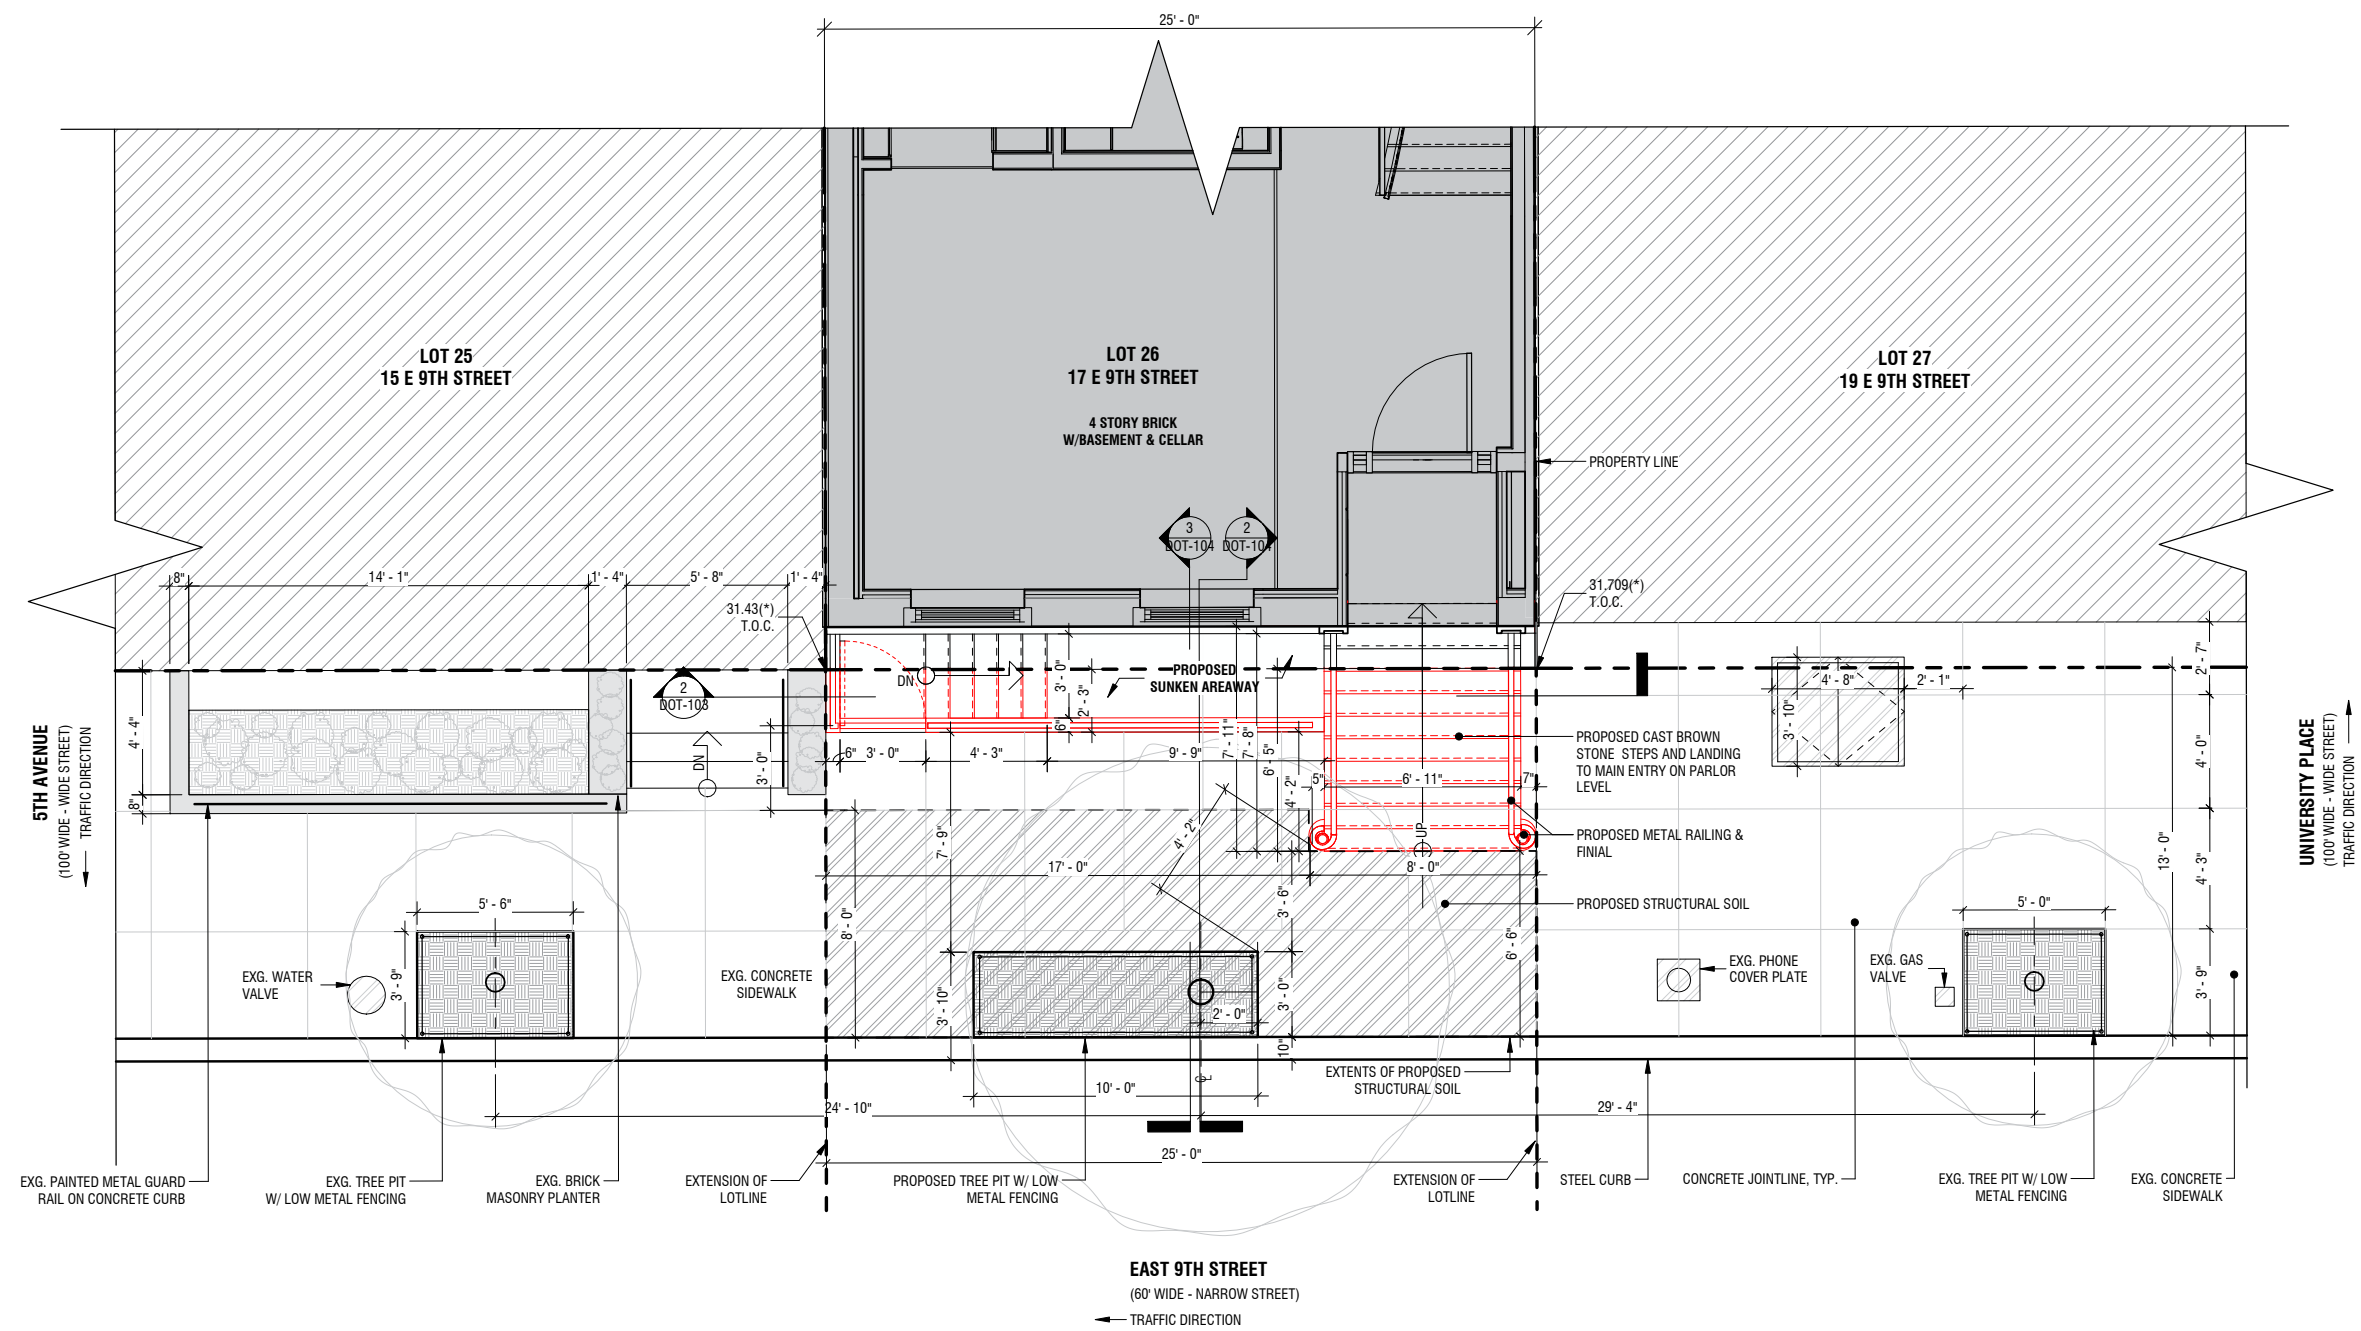 25' - 0"
LOT 25
15 E 9TH STREET
LOT 26
17 E 9TH STREET
4 STORY BRICK
W/BASEMENT & CELLAR
LOT 27
19 E 9TH STREET
PROPERTY LINE
3
DOT-104
2
DOT-104
8"
14' - 1"
1' - 4"
5' - 8"
1' - 4"
31.43(*)
T.O.C.
31.709(*)
T.O.C.
2
DOT-103
DN
PROPOSED
SUNKEN AREAWAY
3' - 0"
2' - 3"
6"
4' - 4"
8"
DN
3' - 0"
6"
3' - 0"
4' - 3"
9' - 9"
7' - 11"
7' - 8"
6' - 5"
4' - 2"
5"
6' - 11"
7"
UP
4' - 2"
7' - 9"
17' - 0"
8' - 0"
8' - 0"
3' - 6"
6' - 6"
3' - 10"
3' - 0"
2' - 0"
10"
4' - 8"
2' - 1"
3' - 10"
2' - 7"
4' - 0"
13' - 0"
4' - 3"
3' - 9"
PROPOSED CAST BROWN
STONE STEPS AND LANDING
TO MAIN ENTRY ON PARLOR
LEVEL
PROPOSED METAL RAILING &
FINIAL
PROPOSED STRUCTURAL SOIL
5TH AVENUE
(100' WIDE - WIDE STREET)
TRAFFIC DIRECTION
UNIVERSITY PLACE
(100' WIDE - WIDE STREET)
TRAFFIC DIRECTION
5' - 6"
3' - 9"
5' - 0"
EXG. WATER
VALVE
EXG. CONCRETE
SIDEWALK
EXG. PHONE
COVER PLATE
EXG. GAS
VALVE
EXTENTS OF PROPOSED
STRUCTURAL SOIL
10' - 0"
24' - 10"
29' - 4"
25' - 0"
EXG. PAINTED METAL GUARD
RAIL ON CONCRETE CURB
EXG. TREE PIT
W/ LOW METAL FENCING
EXG. BRICK
MASONRY PLANTER
EXTENSION OF
LOTLINE
PROPOSED TREE PIT W/ LOW
METAL FENCING
EXTENSION OF
LOTLINE
STEEL CURB
CONCRETE JOINTLINE, TYP.
EXG. TREE PIT W/ LOW
METAL FENCING
EXG. CONCRETE
SIDEWALK
EAST 9TH STREET
(60' WIDE - NARROW STREET)
TRAFFIC DIRECTION